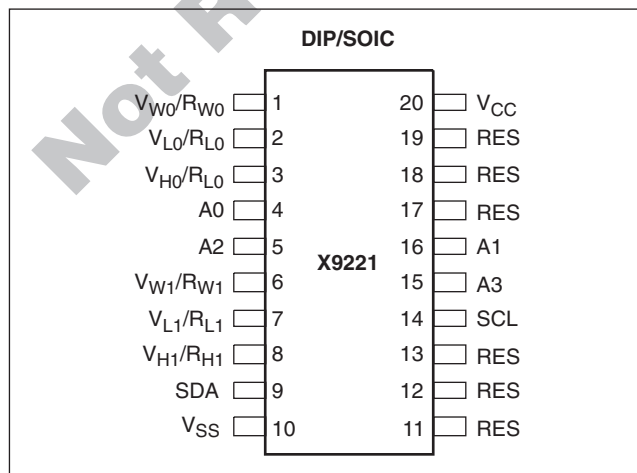 Not R
DIP/SOIC
VW0/RW0 1 20 VCC
VL0/RL0 2 19 RES
VH0/RL0 3 18 RES
A0 4 17 RES
A2 5 16 A1
X9221
VW1/RW1 6 15 A3
VL1/RL1 7 14 SCL
VH1/RH1 8 13 RES
SDA 9 12 RES
VSS 10 11 RES